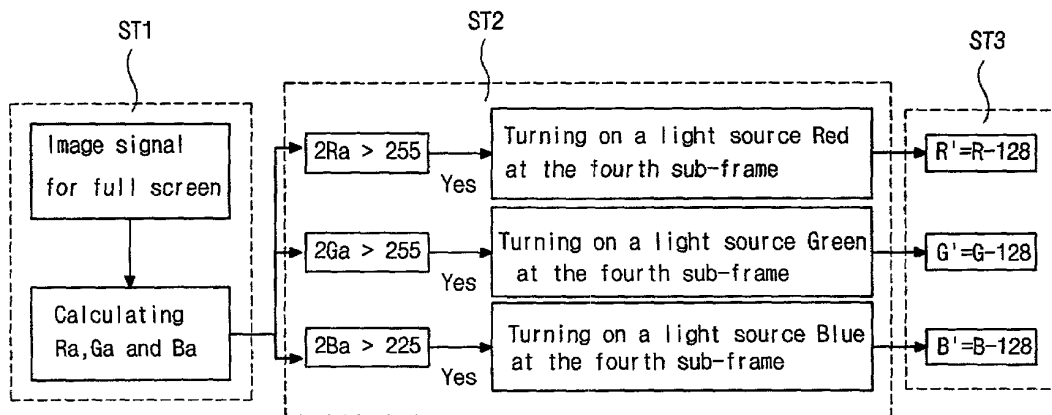 ST1
ST2
ST3
Image signal
for full screen
Calculating
Ra,Ga and Ba
2Ra > 255
Yes
Turning on a light source Red
at the fourth sub-frame
R'=R-128
2Ga > 255
Yes
Turning on a light source Green
at the fourth sub-frame
G'=G-128
2Ba > 225
Yes
Turning on a light source Blue
at the fourth sub-frame
B'=B-128